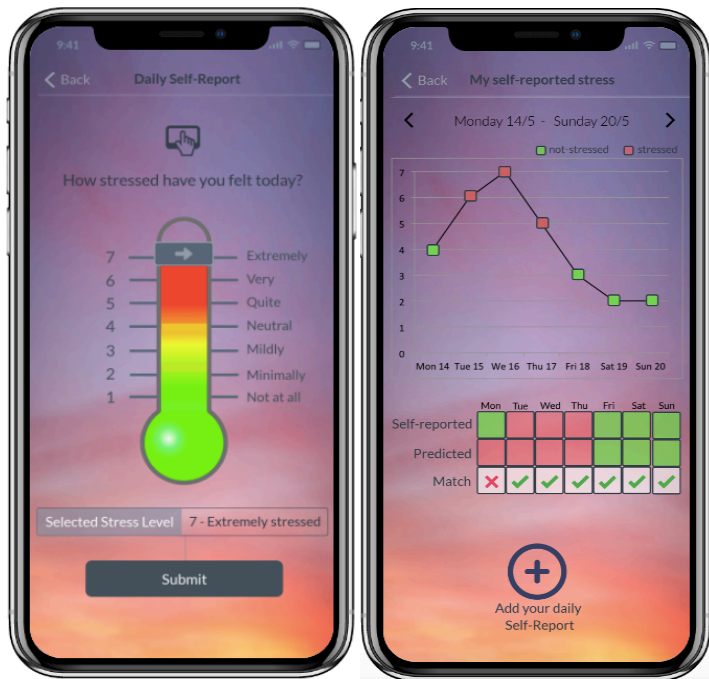 9:41
Back Daily Self-Report
How stressed have you felt today?
7 Extremely
6 Very
5 Quite
4 Neutral
3 Mildly
2 Minimally
1 Not at all
Selected Stress Level 7 - Extremely stressed
Submit
9:41
Back My self-reported stress
Monday 14/5 - Sunday 20/5
not-stressed stressed
7
6
5
4
3
2
1
0
Mon 14 Tue 15 We 16 Thu 17 Fri 18 Sat 19 Sun 20
Mon Tue Wed Thu Fri Sat Sun
Self-reported
Predicted
Match
Add your daily
Self-Report